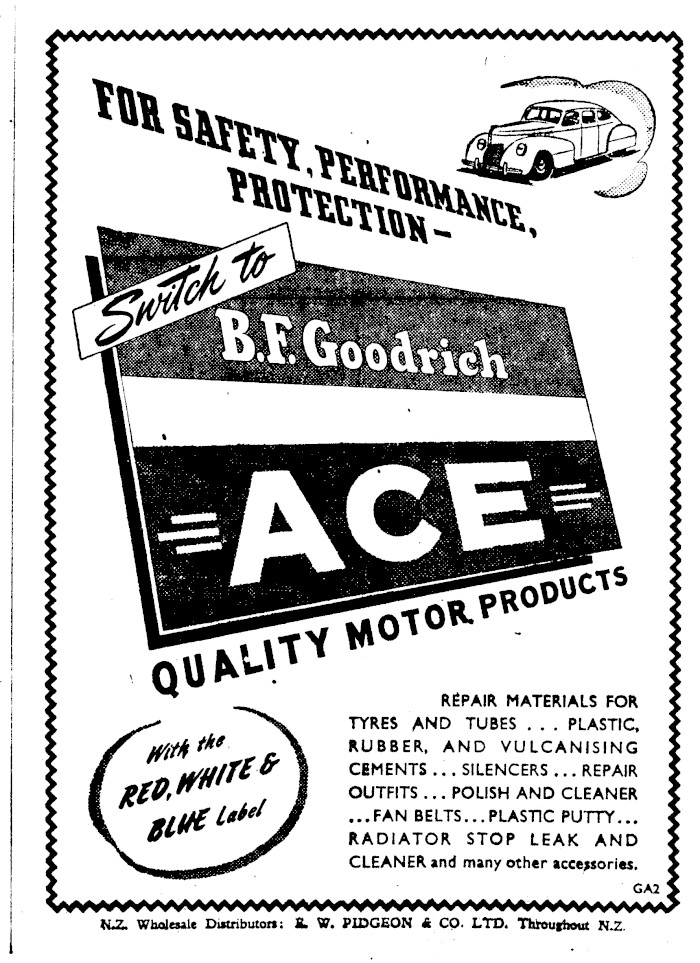 FOR SAFETY, PERFORMANCE,
PROTECTION—
Switch to
B.F. Goodrich
ACE
QUALITY MOTOR PRODUCTS
With the
RED, WHITE &
BLUE Label
REPAIR MATERIALS FOR
TYRES AND TUBES . . . PLASTIC,
RUBBER, AND VULCANISING
CEMENTS . . . SILENCERS . . . REPAIR
OUTFITS . . . POLISH AND CLEANER
. . . FAN BELTS . . . PLASTIC PUTTY . . .
RADIATOR STOP LEAK AND
CLEANER and many other accessories.
GA2
N.Z. Wholesale Distributors: E. W. PIDGEON & CO. LTD. Throughout N.Z.